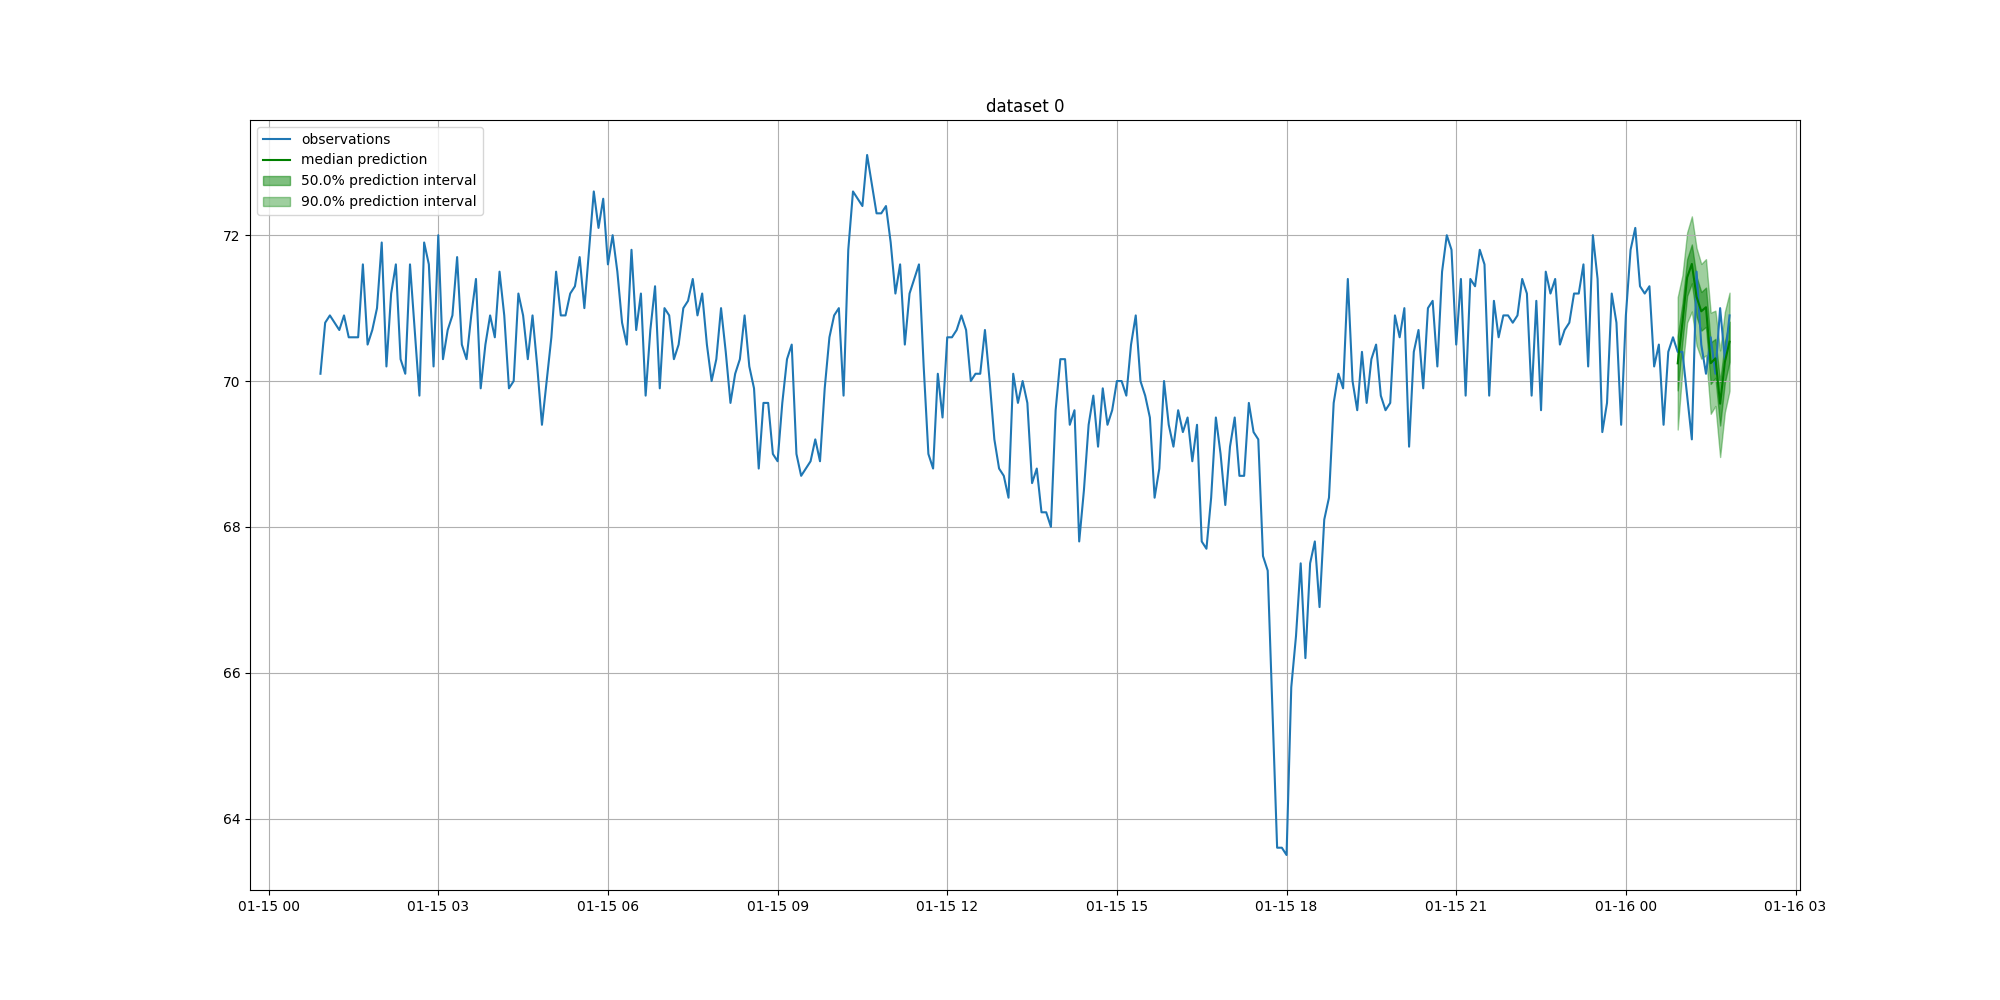 dataset 0
observations
median prediction
50.0% prediction interval
90.0% prediction interval
72
70
68
66
64
01-15 00 01-15 03 01-15 06 01-15 09 01-15 12 01-15 15 01-15 18 01-15 21 01-16 00 01-16 03